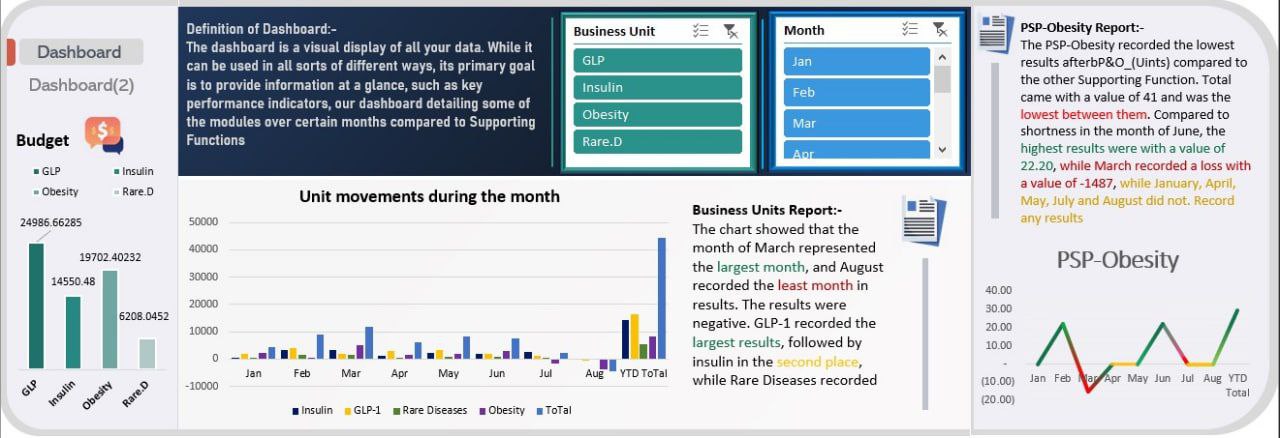 Dashboard
Dashboard(2)
Budget
GLP
Insulin
Obesity
Rare.D
24986.66285
14550.48
19702.40232
6208.0452
GLP
Insulin
Obesity
Rare.D
Definition of Dashboard:-
The dashboard is a visual display of all your data. While it
can be used in all sorts of different ways, its primary goal
is to provide information at a glance, such as key
performance indicators, our dashboard detailing some of
the modules over certain months compared to Supporting
Functions
Business Unit
GLP
Insulin
Obesity
Rare.D
Month
Jan
Feb
Mar
Apr
Unit movements during the month
50000
40000
30000
20000
10000
0
-10000
Jan
Feb
Mar
Apr
May
Jun
Jul
Aug
YTD ToTal
Insulin
GLP-1
Rare Diseases
Obesity
ToTal
Business Units Report:-
The chart showed that the
month of March represented
the largest month, and August
recorded the least month in
results. The results were
negative. GLP-1 recorded the
largest results, followed by
insulin in the second place,
while Rare Diseases recorded
PSP-Obesity Report:-
The PSP-Obesity recorded the lowest
results afterbP&O_(Uints) compared to
the other Supporting Function. Total
came with a value of 41 and was the
lowest between them. Compared to
shortness in the month of June, the
highest results were with a value of
22.20, while March recorded a loss with
a value of -1487, while January, April,
May, July and August did not. Record
any results
PSP-Obesity
40.00
30.00
20.00
10.00
-
(10.00)
(20.00)
Jan
Feb
Mar
Apr
May
Jun
Jul
Aug
YTD
Total